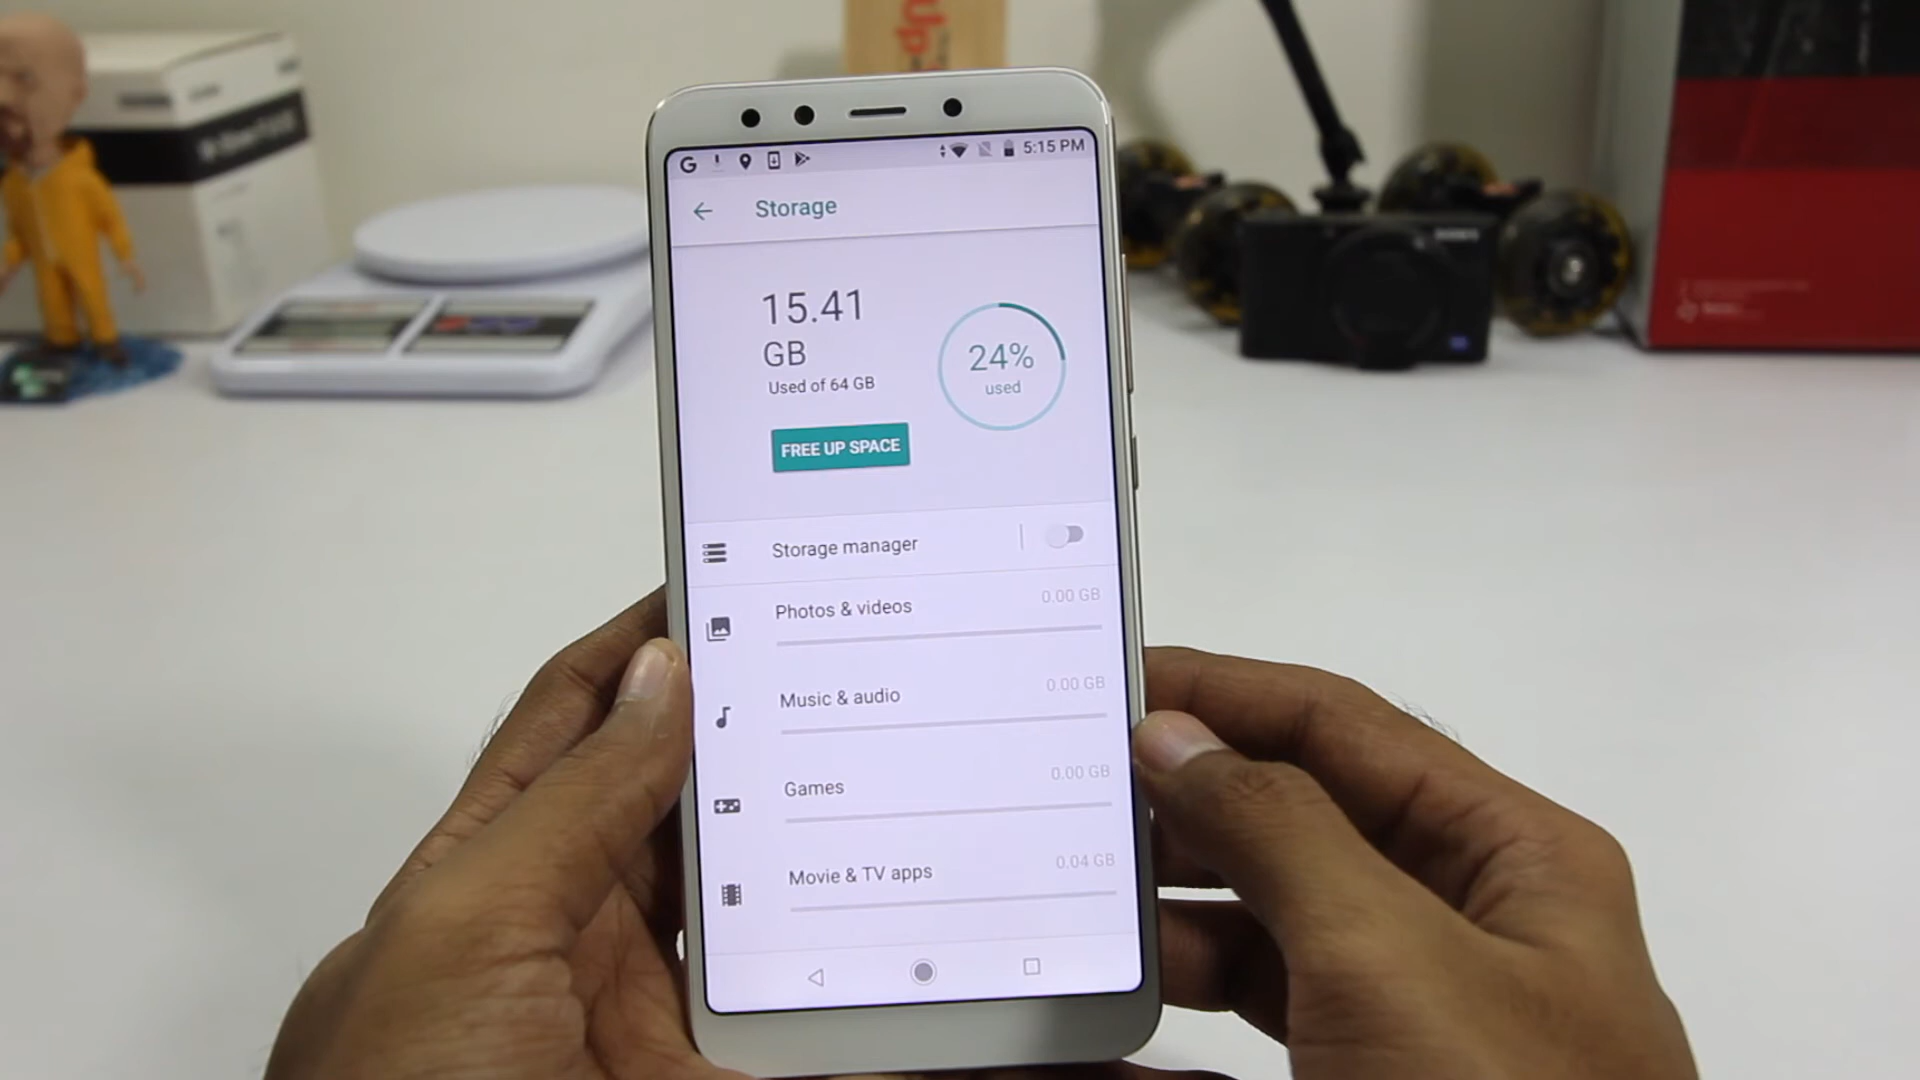 5:15 PM
Storage
15.41
GB
Used of 64 GB
24%
used
FREE UP SPACE
Storage manager
Photos & videos 0.00 GB
Music & audio 0.00 GB
Games 0.00 GB
Movie & TV apps 0.04 GB
SONY